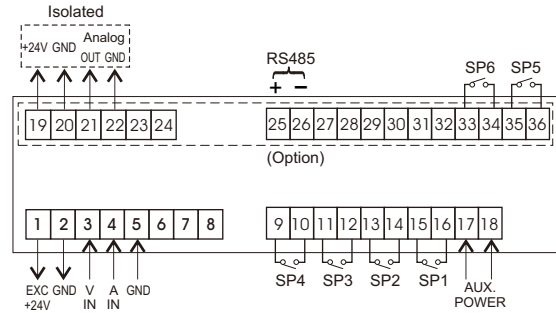 Isolated
+24V GND Analog
OUT GND
RS485
+ −
SP6 SP5
19 20 21 22 23 24
25 26 27 28 29 30 31 32 33 34 35 36
(Option)
1 2 3 4 5 6 7 8
9 10 11 12 13 14 15 16 17 18
EXC GND V A GND
+24V IN IN
SP4 SP3 SP2 SP1 AUX.
POWER